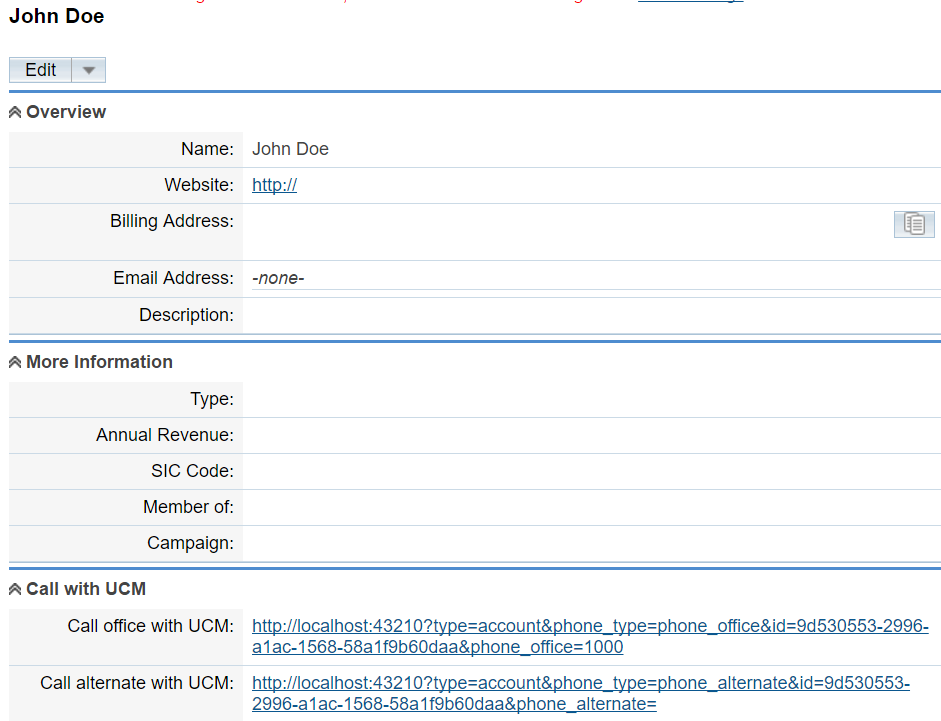 John Doe
Edit
Overview
Name: John Doe
Website: http://
Billing Address:
Email Address: -none-
Description:
More Information
Type:
Annual Revenue:
SIC Code:
Member of:
Campaign:
Call with UCM
Call office with UCM: http://localhost:43210?type=account&phone_type=phone_office&id=9d530553-2996-
a1ac-1568-58a1f9b60daa&phone_office=1000
Call alternate with UCM: http://localhost:43210?type=account&phone_type=phone_alternate&id=9d530553-
2996-a1ac-1568-58a1f9b60daa&phone_alternate=